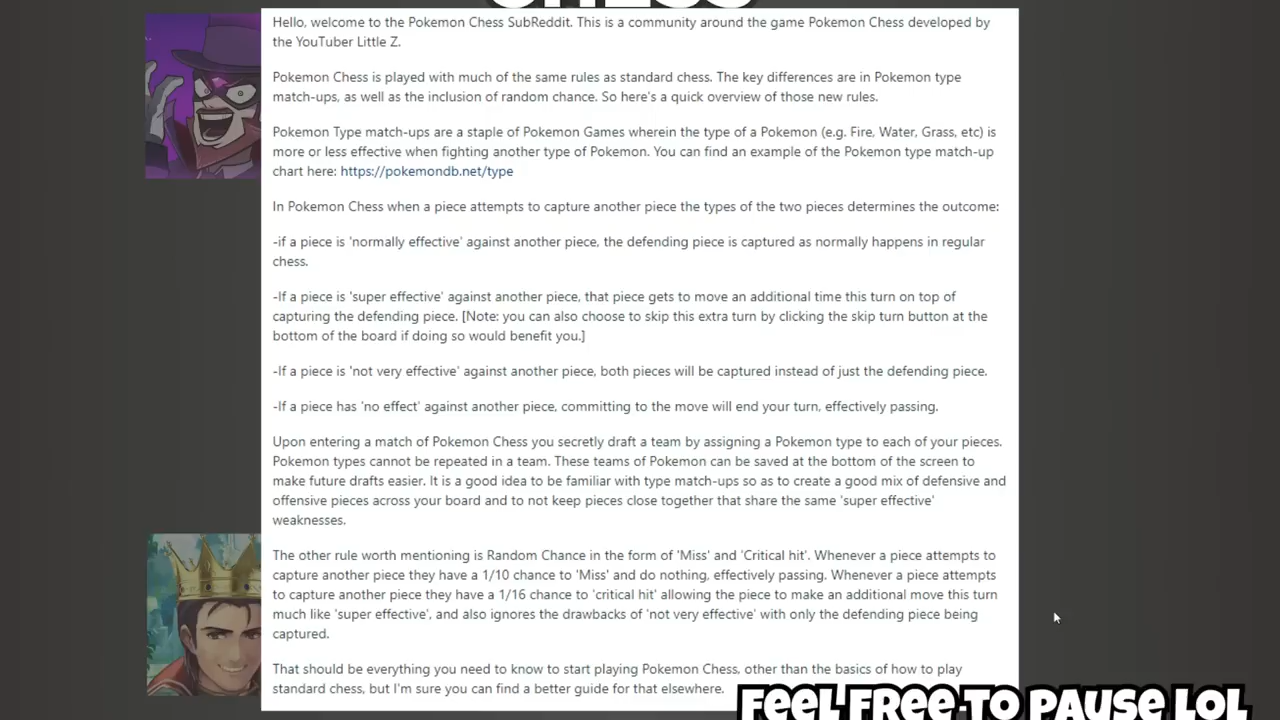 CHESS
Hello, welcome to the Pokemon Chess SubReddit. This is a community around the game Pokemon Chess developed by
the YouTuber Little Z.
Pokemon Chess is played with much of the same rules as standard chess. The key differences are in Pokemon type
match-ups, as well as the inclusion of random chance. So here's a quick overview of those new rules.
Pokemon Type match-ups are a staple of Pokemon Games wherein the type of a Pokemon (e.g. Fire, Water, Grass, etc) is
more or less effective when fighting another type of Pokemon. You can find an example of the Pokemon type match-up
chart here: https://pokemondb.net/type
In Pokemon Chess when a piece attempts to capture another piece the types of the two pieces determines the outcome:
-if a piece is 'normally effective' against another piece, the defending piece is captured as normally happens in regular
chess.
-If a piece is 'super effective' against another piece, that piece gets to move an additional time this turn on top of
capturing the defending piece. [Note: you can also choose to skip this extra turn by clicking the skip turn button at the
bottom of the board if doing so would benefit you.]
-If a piece is 'not very effective' against another piece, both pieces will be captured instead of just the defending piece.
-If a piece has 'no effect' against another piece, committing to the move will end your turn, effectively passing.
Upon entering a match of Pokemon Chess you secretly draft a team by assigning a Pokemon type to each of your pieces.
Pokemon types cannot be repeated in a team. These teams of Pokemon can be saved at the bottom of the screen to
make future drafts easier. It is a good idea to be familiar with type match-ups so as to create a good mix of defensive and
offensive pieces across your board and to not keep pieces close together that share the same 'super effective'
weaknesses.
The other rule worth mentioning is Random Chance in the form of 'Miss' and 'Critical hit'. Whenever a piece attempts to
capture another piece they have a 1/10 chance to 'Miss' and do nothing, effectively passing. Whenever a piece attempts
to capture another piece they have a 1/16 chance to 'critical hit' allowing the piece to make an additional move this turn
much like 'super effective', and also ignores the drawbacks of 'not very effective' with only the defending piece being
captured.
That should be everything you need to know to start playing Pokemon Chess, other than the basics of how to play
standard chess, but I'm sure you can find a better guide for that elsewhere.
FEEL FREE TO PAUSE LOL